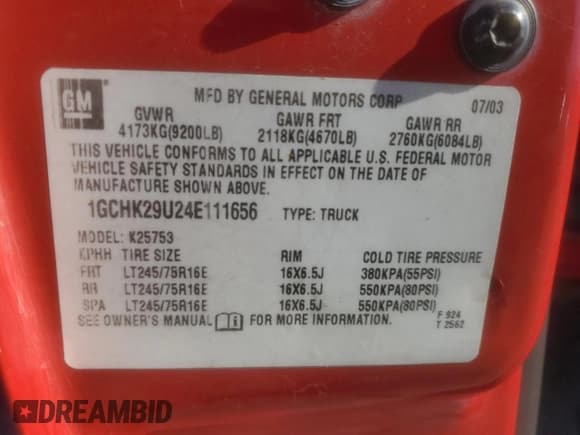 GM
MFD BY GENERAL MOTORS CORP 07/03
GVWR GAWR FRT GAWR RR
4173KG(9200LB) 2118KG(4670LB) 2760KG(6084LB)
THIS VEHICLE CONFORMS TO ALL APPLICABLE U.S. FEDERAL MOTOR
VEHICLE SAFETY STANDARDS IN EFFECT ON THE DATE OF
MANUFACTURE SHOWN ABOVE.
1GCHK29U24E111656 TYPE: TRUCK
MODEL: K25753
KPHH TIRE SIZE RIM COLD TIRE PRESSURE
FRT LT245/75R16E 16X6.5J 380KPA(55PSI)
RR LT245/75R16E 16X6.5J 550KPA(80PSI)
SPA LT245/75R16E 16X6.5J 550KPA(80PSI)
SEE OWNER'S MANUAL FOR MORE INFORMATION.
F 924
T 2562
DREAMBID